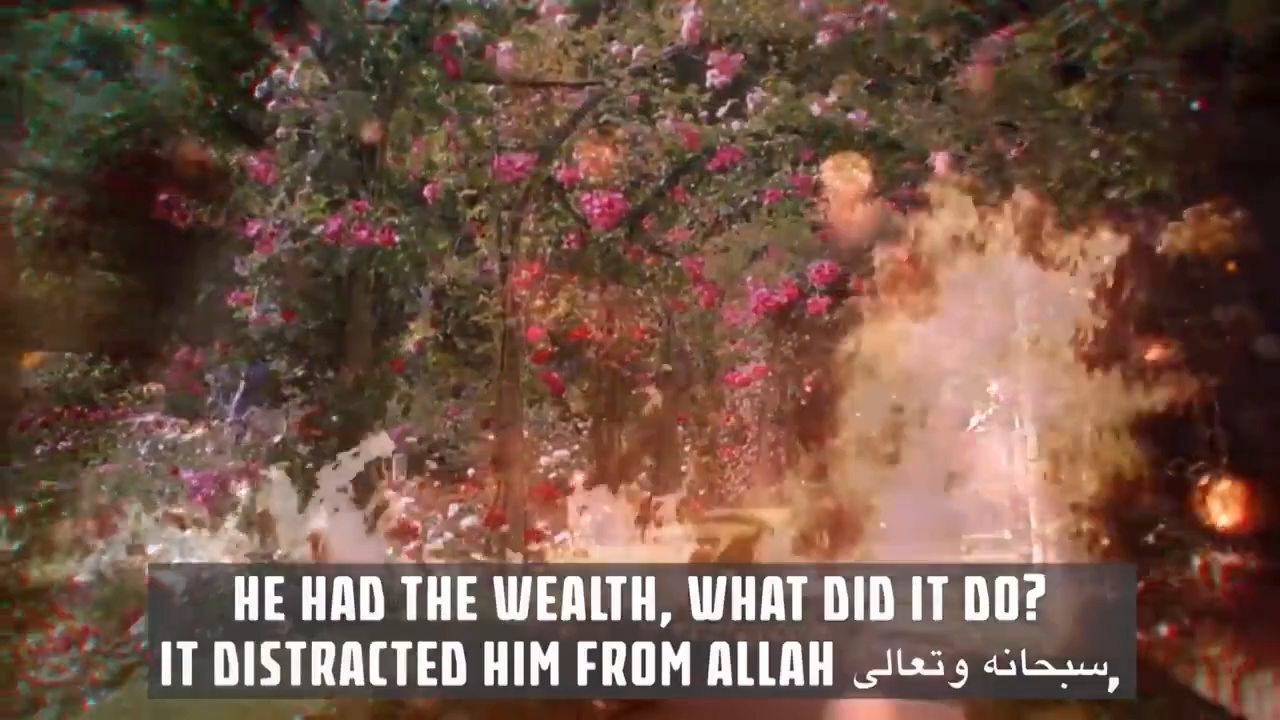 HE HAD THE WEALTH, WHAT DID IT DO?
IT DISTRACTED HIM FROM ALLAH سبحانه وتعالى,